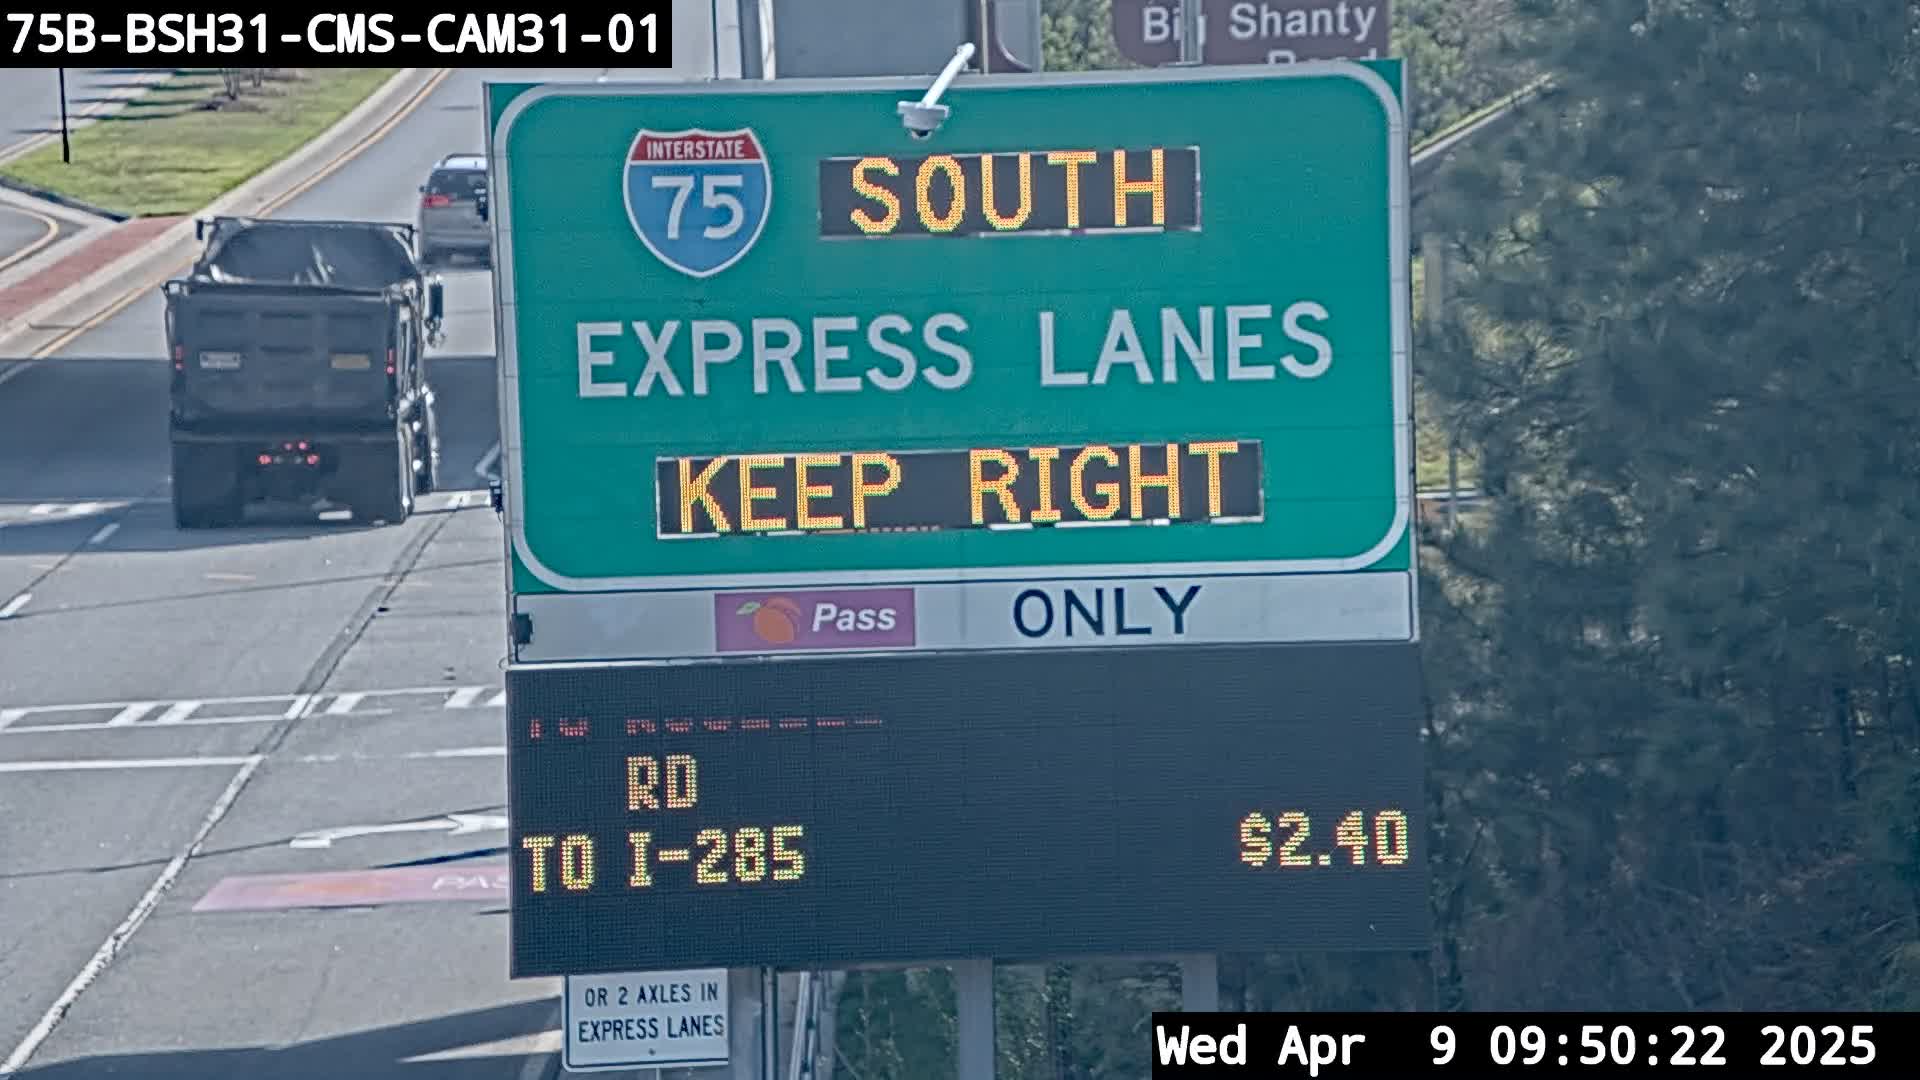 75B-BSH31-CMS-CAM31-01
Big Shanty
Road
INTERSTATE
75
SOUTH
EXPRESS LANES
KEEP RIGHT
Pass ONLY
RD
TO I-285 $2.40
OR 2 AXLES IN
EXPRESS LANES
Wed Apr 9 09:50:22 2025